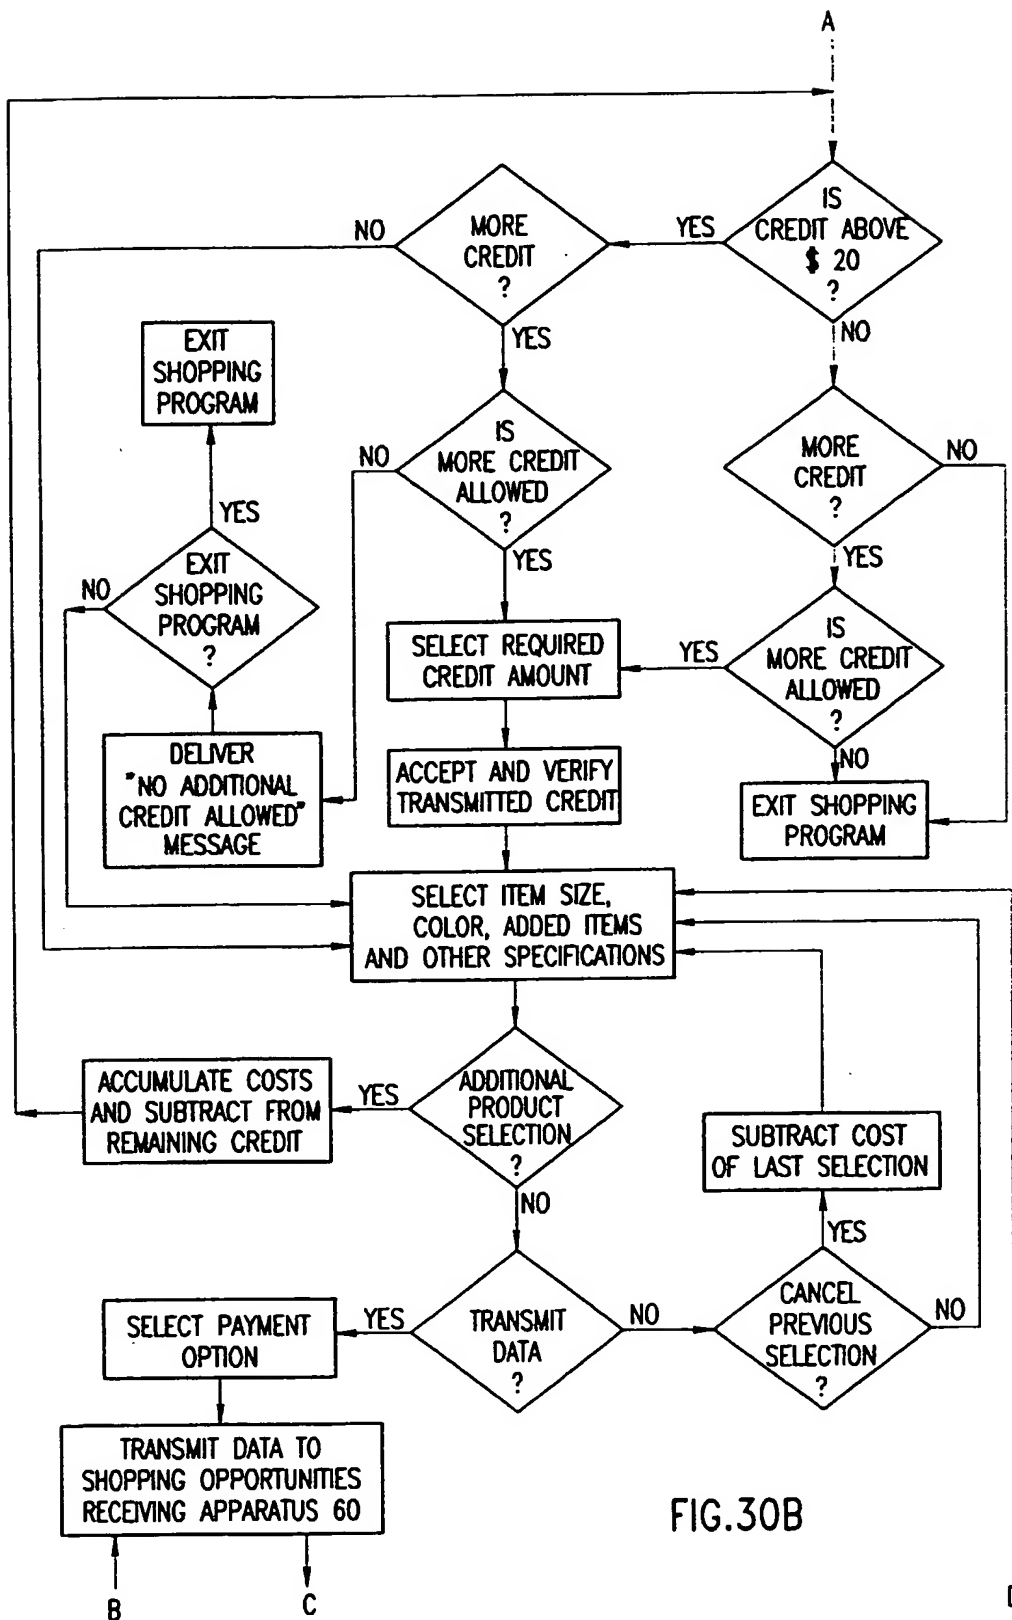 A
IS
CREDIT ABOVE
$ 20
?
YES
NO
MORE
CREDIT
?
NO
YES
EXIT
SHOPPING
PROGRAM
IS
MORE CREDIT
ALLOWED
?
NO
YES
MORE
CREDIT
?
NO
YES
YES
EXIT
SHOPPING
PROGRAM
?
NO
SELECT REQUIRED
CREDIT AMOUNT
YES
IS
MORE CREDIT
ALLOWED
?
NO
DELIVER
"NO ADDITIONAL
CREDIT ALLOWED"
MESSAGE
ACCEPT AND VERIFY
TRANSMITTED CREDIT
EXIT SHOPPING
PROGRAM
SELECT ITEM SIZE,
COLOR, ADDED ITEMS
AND OTHER SPECIFICATIONS
ACCUMULATE COSTS
AND SUBTRACT FROM
REMAINING CREDIT
YES
ADDITIONAL
PRODUCT
SELECTION
?
NO
SUBTRACT COST
OF LAST SELECTION
YES
SELECT PAYMENT
OPTION
YES
TRANSMIT
DATA
?
NO
CANCEL
PREVIOUS
SELECTION
?
NO
TRANSMIT DATA TO
SHOPPING OPPORTUNITIES
RECEIVING APPARATUS 60
FIG.30B
B
C